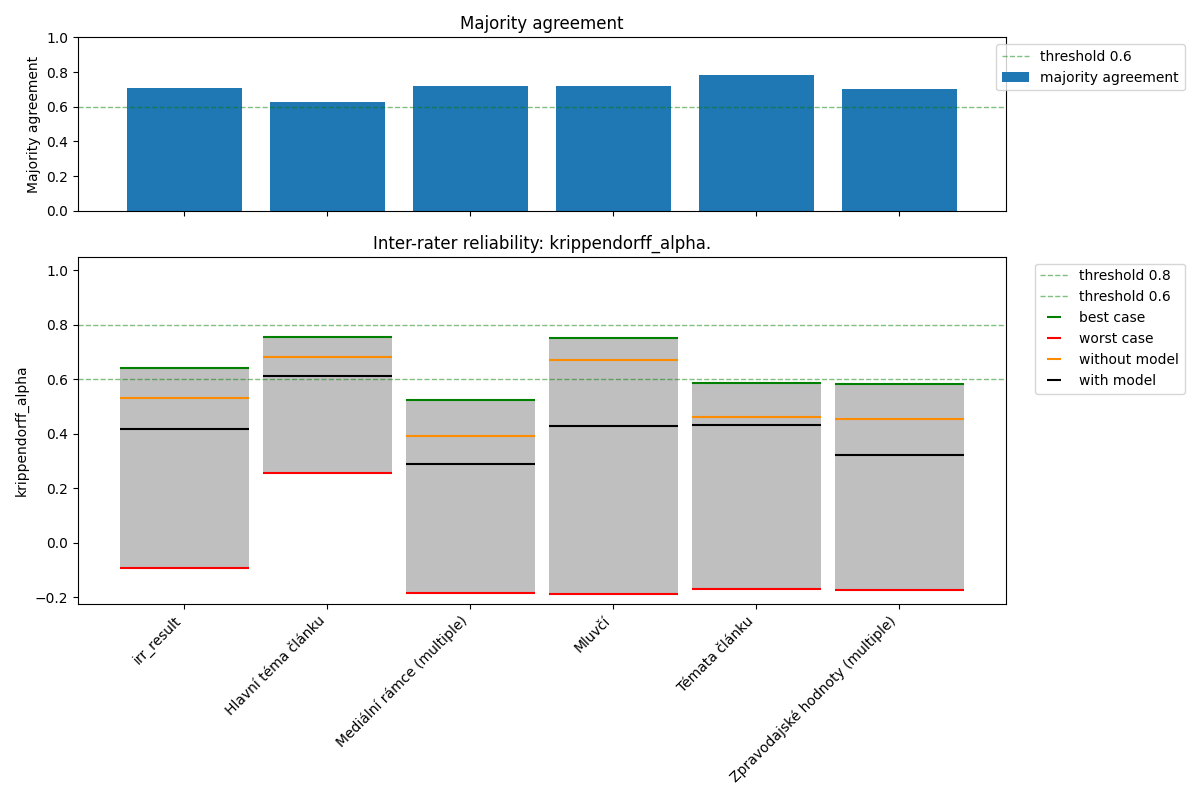 Majority agreement
Majority agreement
1.0
0.8
0.6
0.4
0.2
0.0
threshold 0.6
majority agreement
Inter-rater reliability: krippendorff_alpha.
krippendorff_alpha
1.0
0.8
0.6
0.4
0.2
0.0
−0.2
threshold 0.8
threshold 0.6
best case
worst case
without model
with model
irr_result
Hlavní téma článku
Mediální rámce (multiple)
Mluvčí
Témata článku
Zpravodajské hodnoty (multiple)